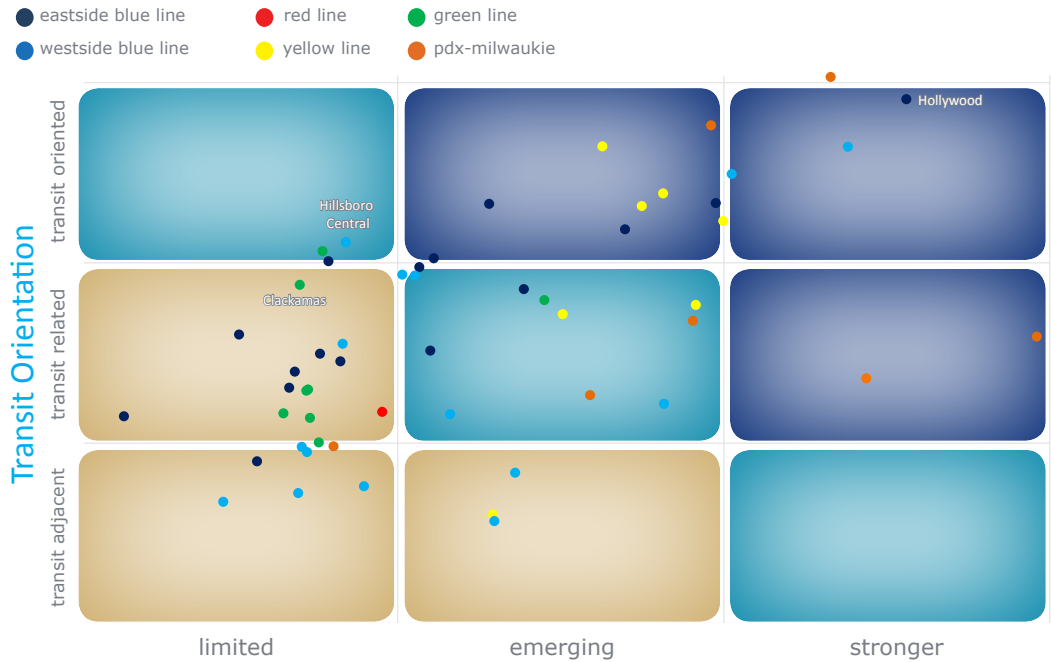 eastside blue line
red line
green line
westside blue line
yellow line
pdx-milwaukie
Transit Orientation
transit oriented
transit related
transit adjacent
Hollywood
Hillsboro
Central
Clackamas
limited
emerging
stronger